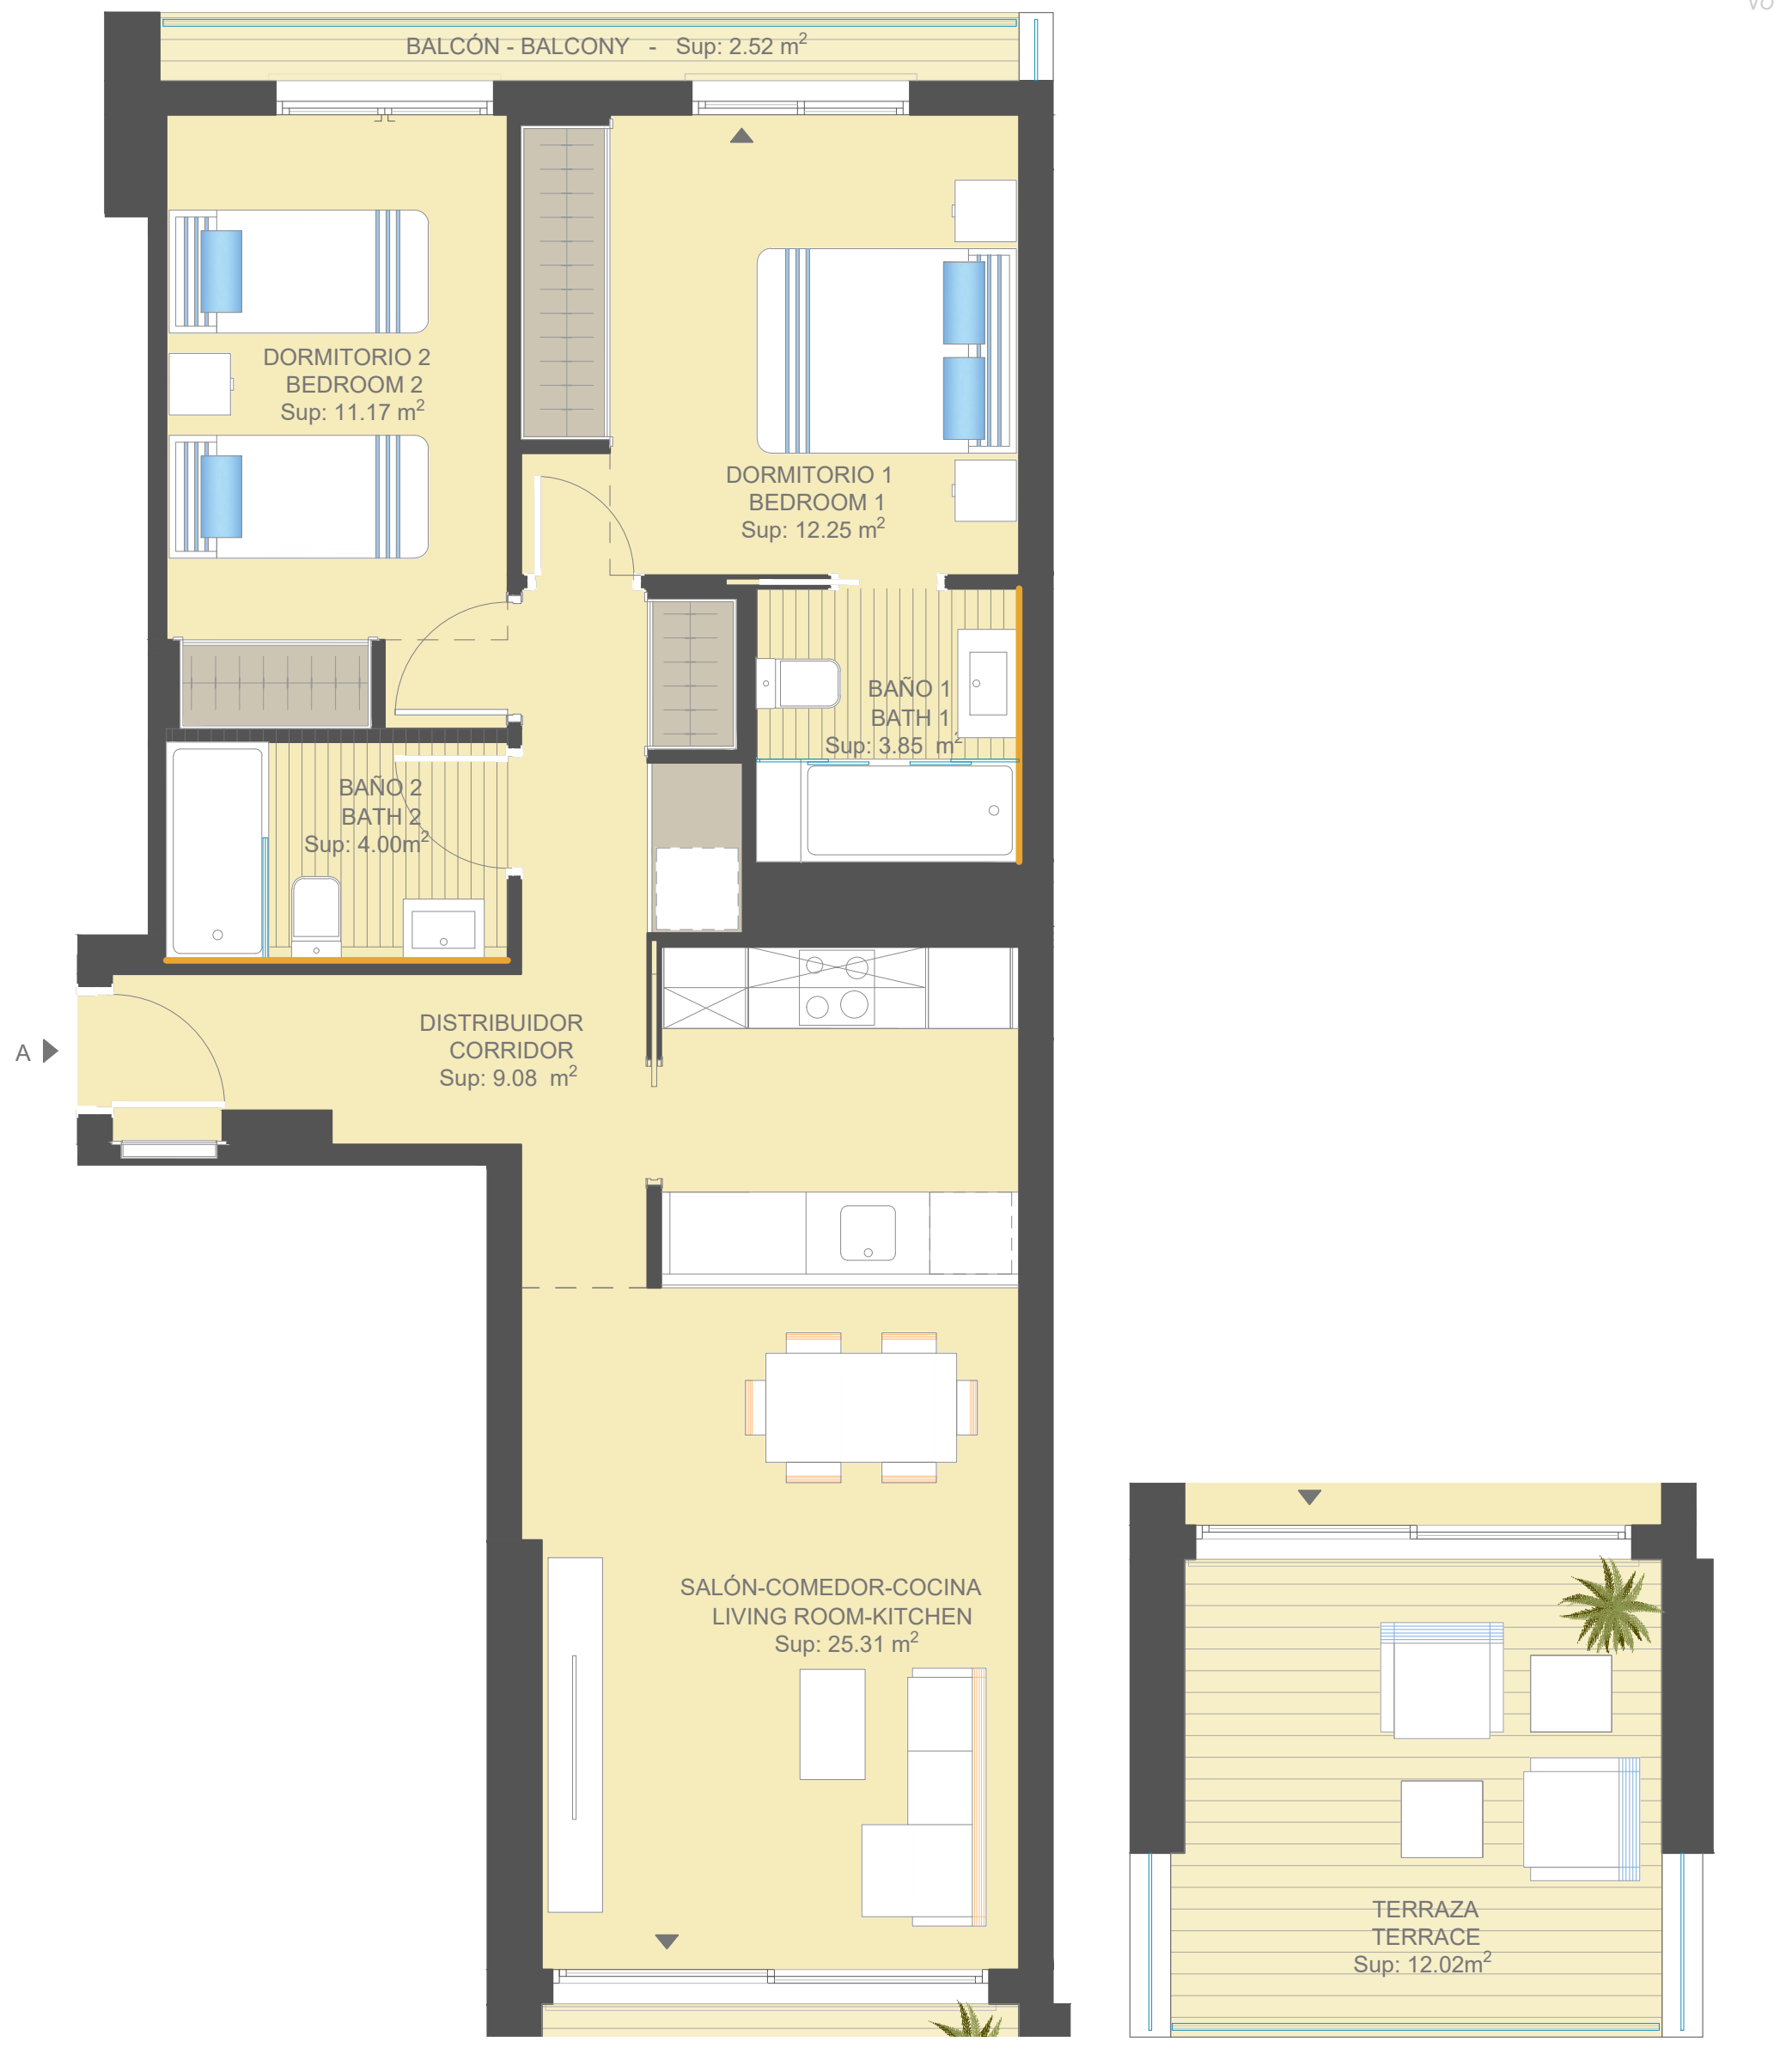 BALCÓN - BALCONY - Sup: 2.52 m²
DORMITORIO 2
BEDROOM 2
Sup: 11.17 m²
DORMITORIO 1
BEDROOM 1
Sup: 12.25 m²
BAÑO 1
BATH 1
Sup: 3.85 m²
BAÑO 2
BATH 2
Sup: 4.00m²
A
DISTRIBUIDOR
CORRIDOR
Sup: 9.08 m²
SALÓN-COMEDOR-COCINA
LIVING ROOM-KITCHEN
Sup: 25.31 m²
TERRAZA
TERRACE
Sup: 12.02m²